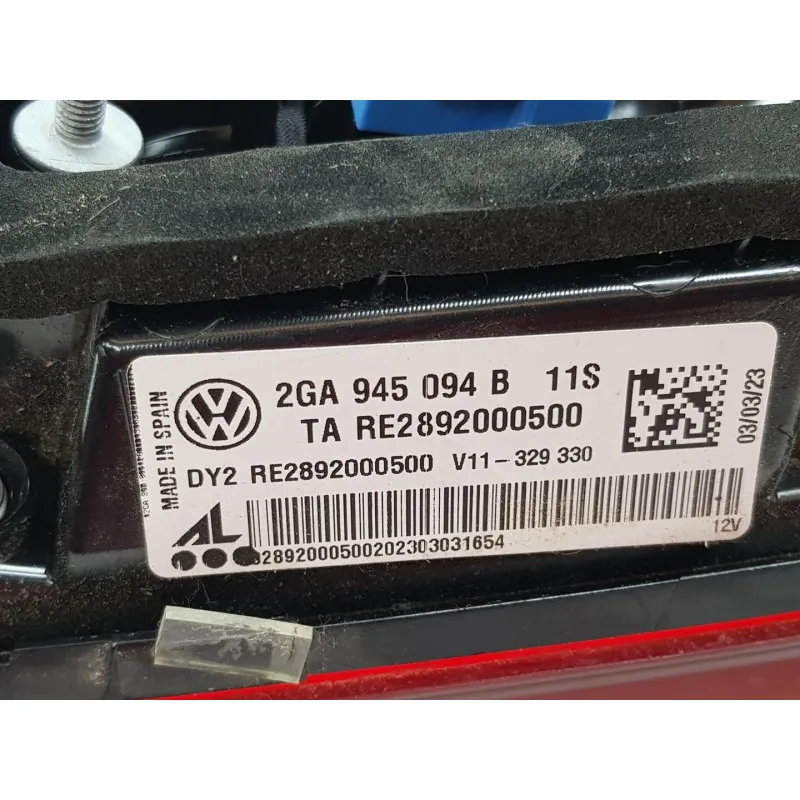 2GA 945 094 B 11S
TA RE2892000500
DY2 RE2892000500 V11-329 330
MADE IN SPAIN
03/03/23
AL
2892000500202303031654
12V